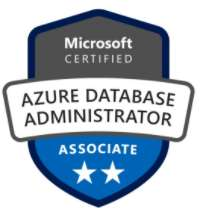 Microsoft
CERTIFIED
AZURE DATABASE
ADMINISTRATOR
ASSOCIATE